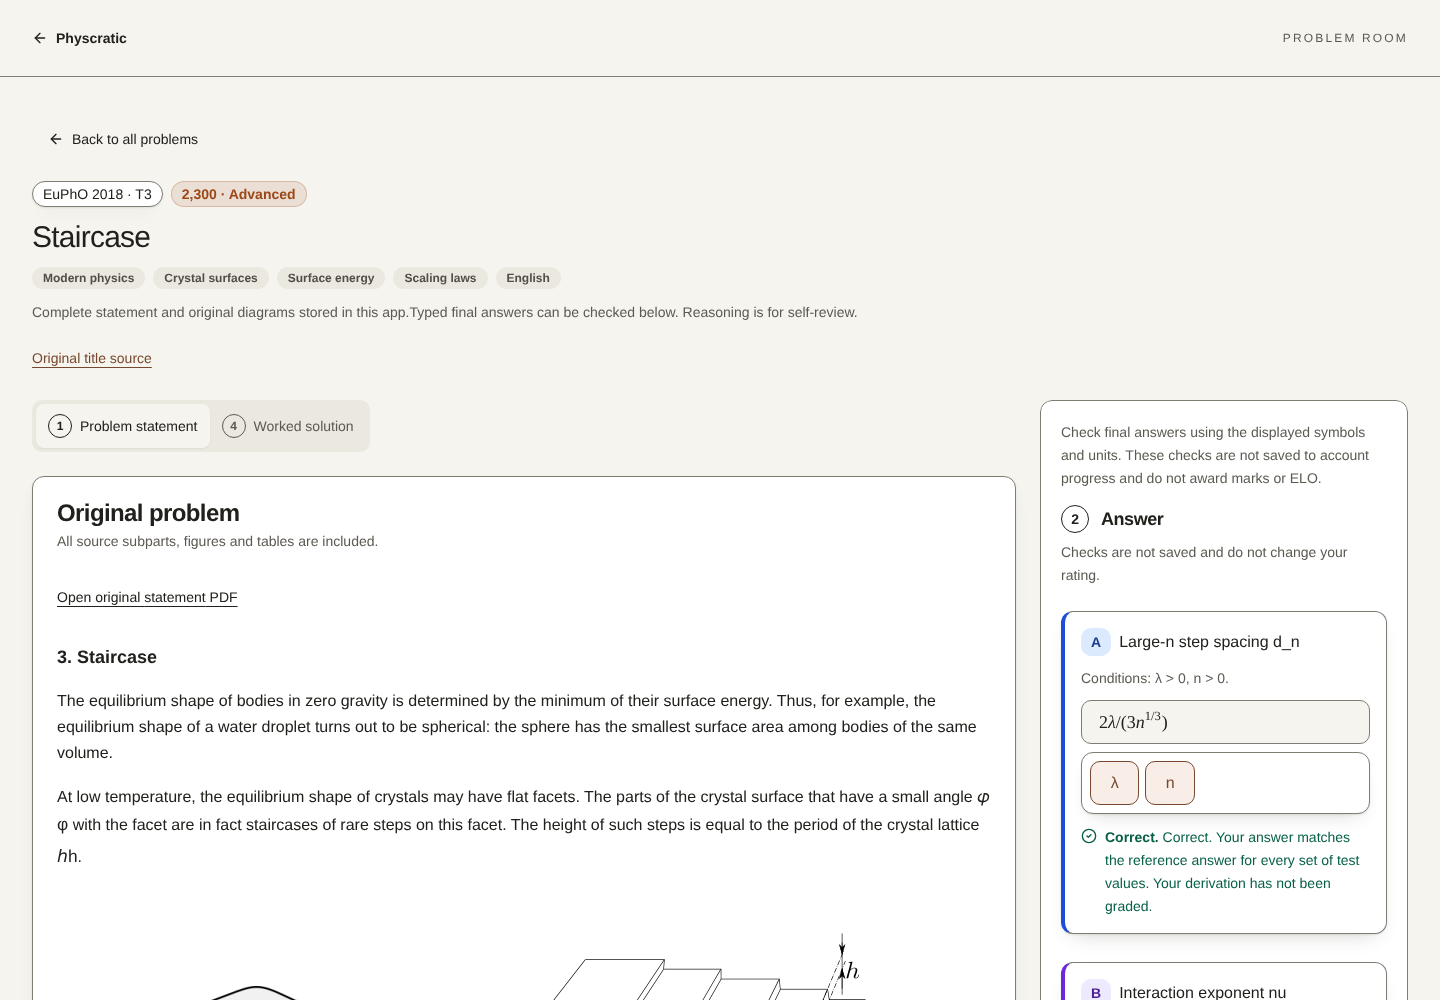 Physcratic
PROBLEM ROOM
Back to all problems
EuPhO 2018 · T3
2,300 · Advanced
Staircase
Modern physics
Crystal surfaces
Surface energy
Scaling laws
English
Complete statement and original diagrams stored in this app.Typed final answers can be checked below. Reasoning is for self-review.
Original title source
1 Problem statement
4 Worked solution
Original problem
All source subparts, figures and tables are included.
Open original statement PDF
3. Staircase
The equilibrium shape of bodies in zero gravity is determined by the minimum of their surface energy. Thus, for example, the
equilibrium shape of a water droplet turns out to be spherical: the sphere has the smallest surface area among bodies of the same
volume.
At low temperature, the equilibrium shape of crystals may have flat facets. The parts of the crystal surface that have a small angle φ
φ with the facet are in fact staircases of rare steps on this facet. The height of such steps is equal to the period of the crystal lattice
hh.
h
Check final answers using the displayed symbols
and units. These checks are not saved to account
progress and do not award marks or ELO.
2 Answer
Checks are not saved and do not change your
rating.
A Large-n step spacing d_n
Conditions: λ > 0, n > 0.
2λ/(3n^1/3)
λ n
Correct. Correct. Your answer matches
the reference answer for every set of test
values. Your derivation has not been
graded.
B Interaction exponent nu